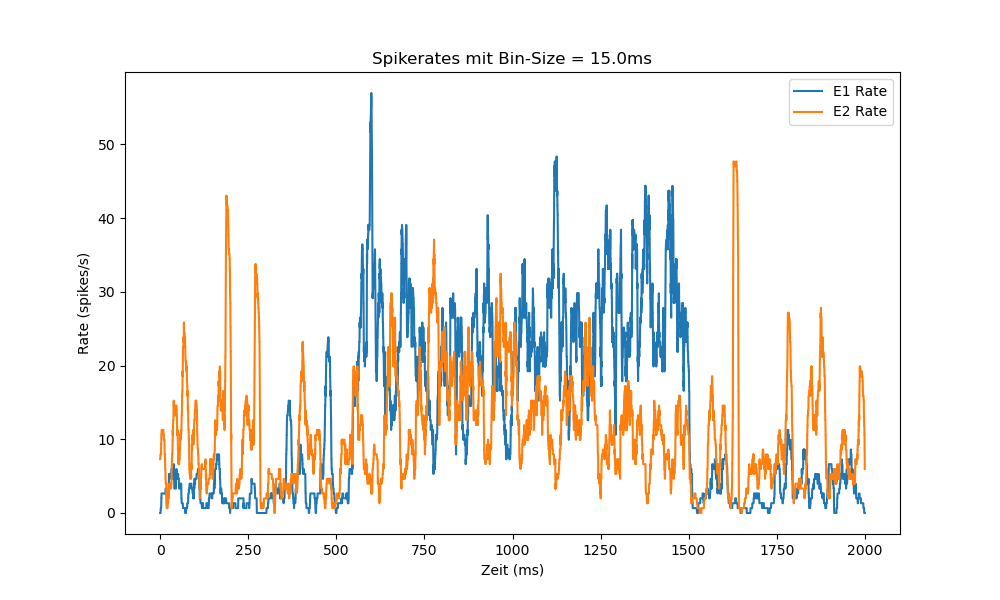 Spikerates mit Bin-Size = 15.0ms
E1 Rate
E2 Rate
50
40
30
20
10
0
Rate (spikes/s)
0 250 500 750 1000 1250 1500 1750 2000
Zeit (ms)